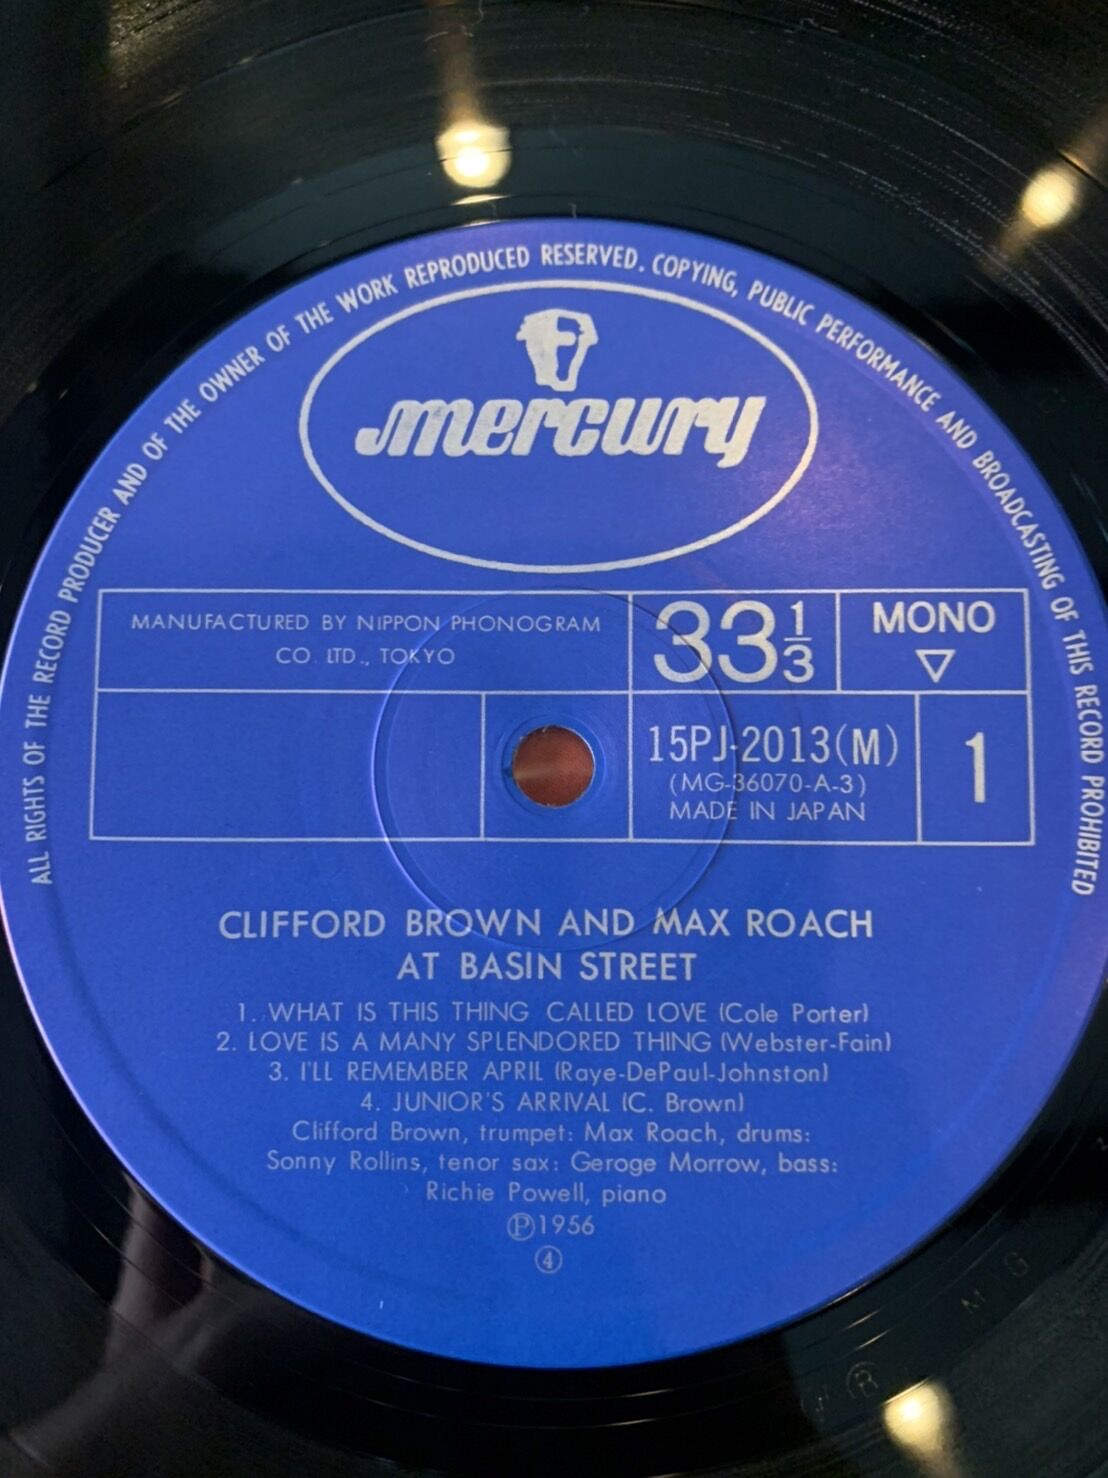 ALL RIGHTS OF THE RECORD PRODUCER AND OF THE OWNER OF THE WORK REPRODUCED RESERVED. COPYING, PUBLIC PERFORMANCE AND BROADCASTING OF THIS RECORD PROHIBITED
mercury
MANUFACTURED BY NIPPON PHONOGRAM
CO. LTD., TOKYO
33 1/3
MONO
▽
15PJ-2013(M)
(MG-36070-A-3)
MADE IN JAPAN
1
CLIFFORD BROWN AND MAX ROACH
AT BASIN STREET
1. WHAT IS THIS THING CALLED LOVE (Cole Porter)
2. LOVE IS A MANY SPLENDORED THING (Webster-Fain)
3. I'LL REMEMBER APRIL (Raye-DePaul-Johnston)
4. JUNIOR'S ARRIVAL (C. Brown)
Clifford Brown, trumpet: Max Roach, drums:
Sonny Rollins, tenor sax: Geroge Morrow, bass:
Richie Powell, piano
Ⓟ1956
④